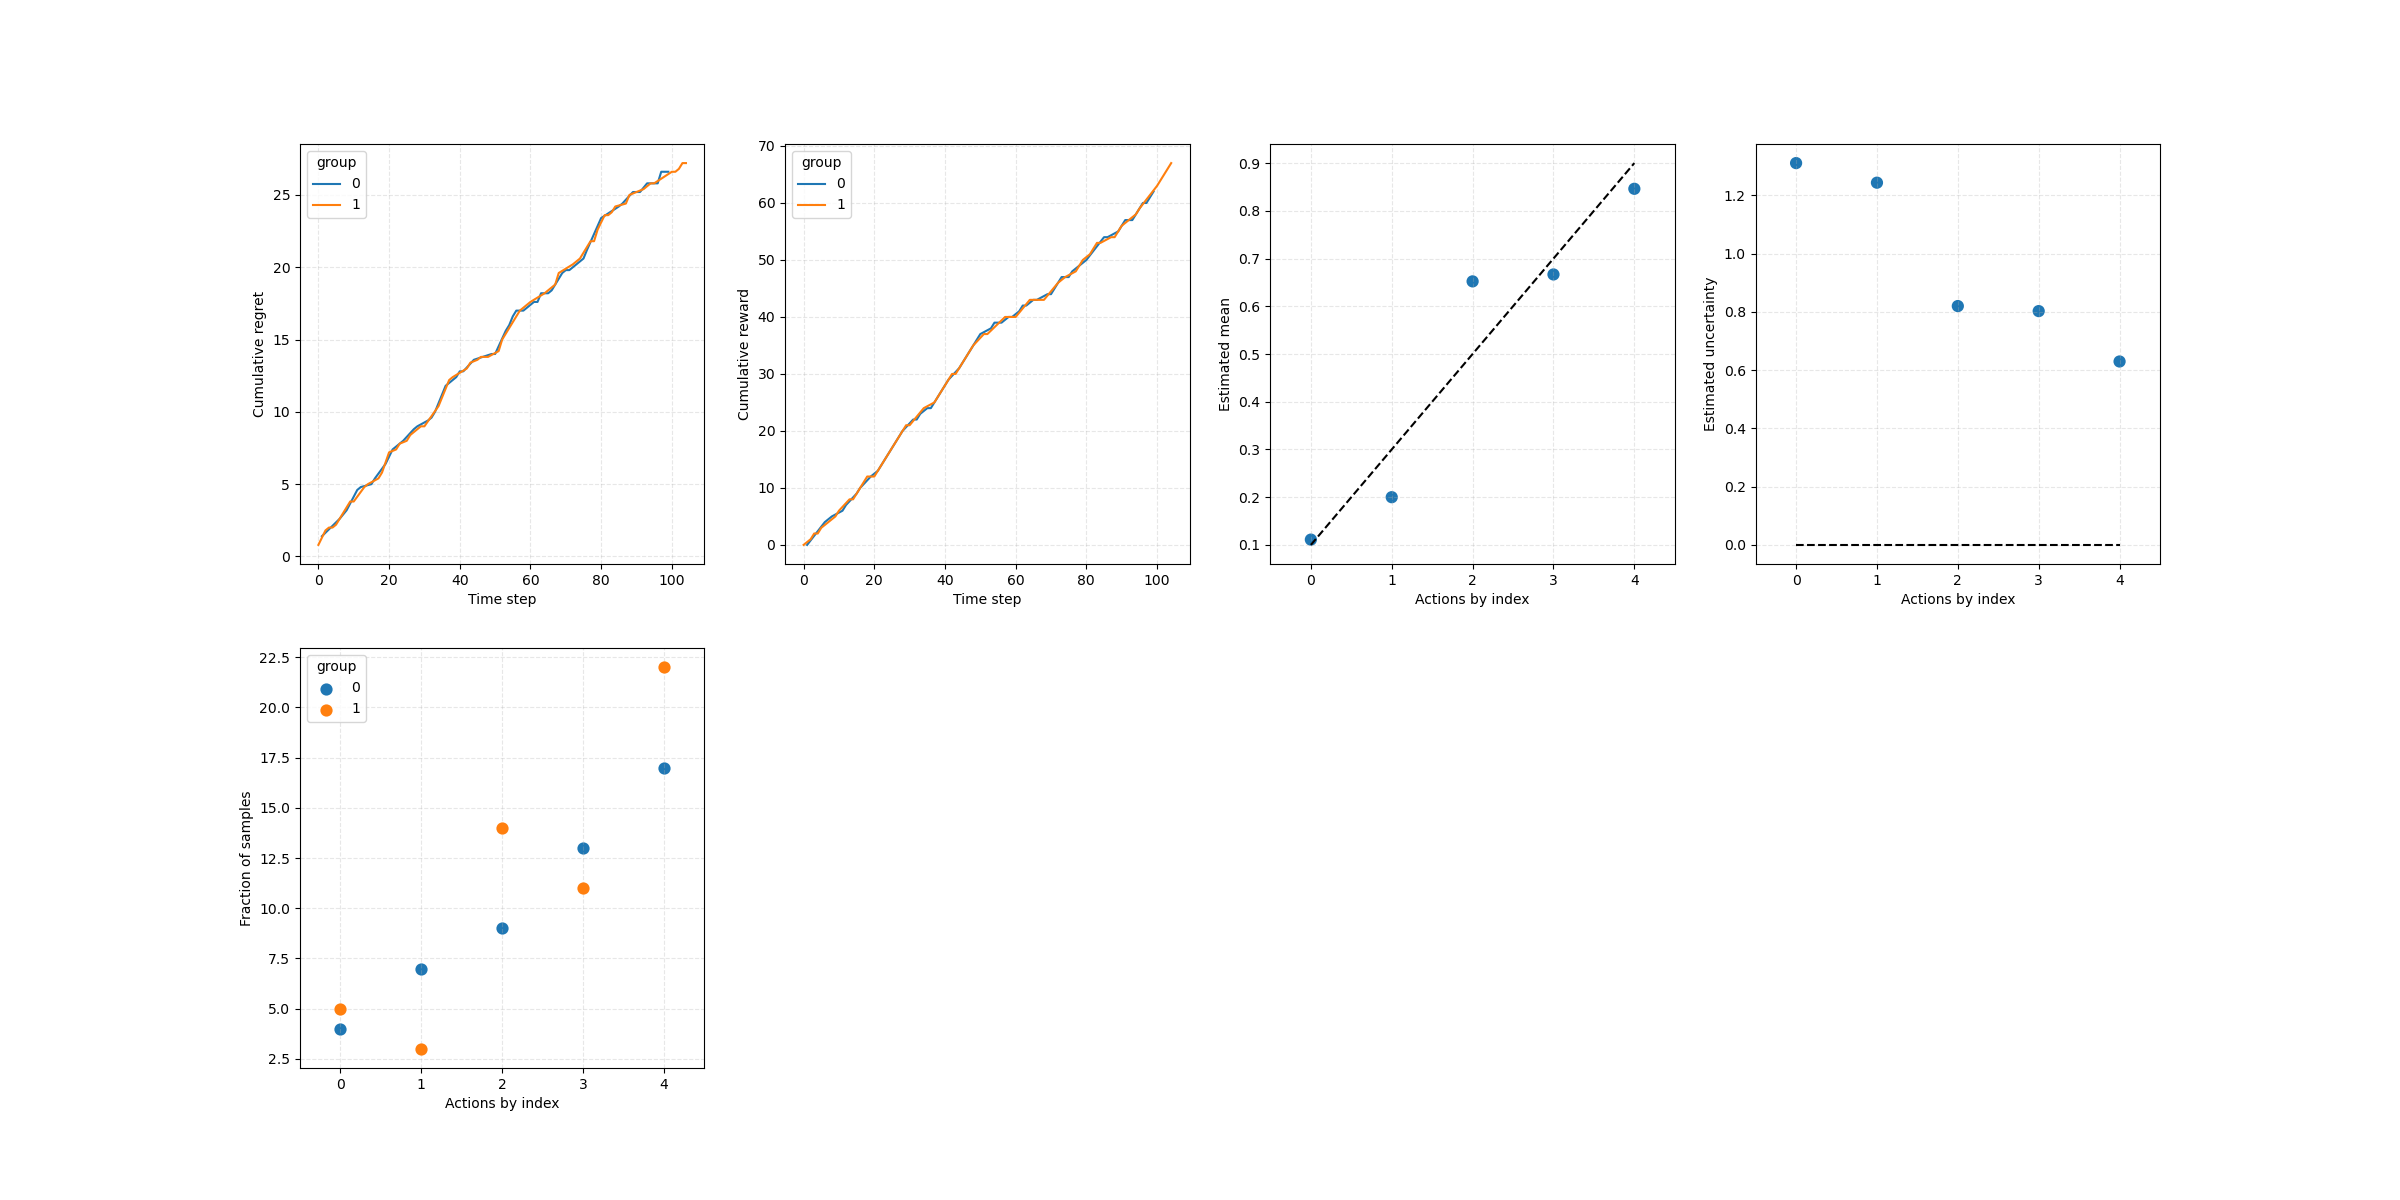 group
0
1
25
20
15
10
5
0
Cumulative regret
0 20 40 60 80 100
Time step
group
0
1
70
60
50
40
30
20
10
0
Cumulative reward
0 20 40 60 80 100
Time step
0.9
0.8
0.7
0.6
0.5
0.4
0.3
0.2
0.1
Estimated mean
0 1 2 3 4
Actions by index
1.2
1.0
0.8
0.6
0.4
0.2
0.0
Estimated uncertainty
0 1 2 3 4
Actions by index
group
0
1
22.5
20.0
17.5
15.0
12.5
10.0
7.5
5.0
2.5
Fraction of samples
0 1 2 3 4
Actions by index